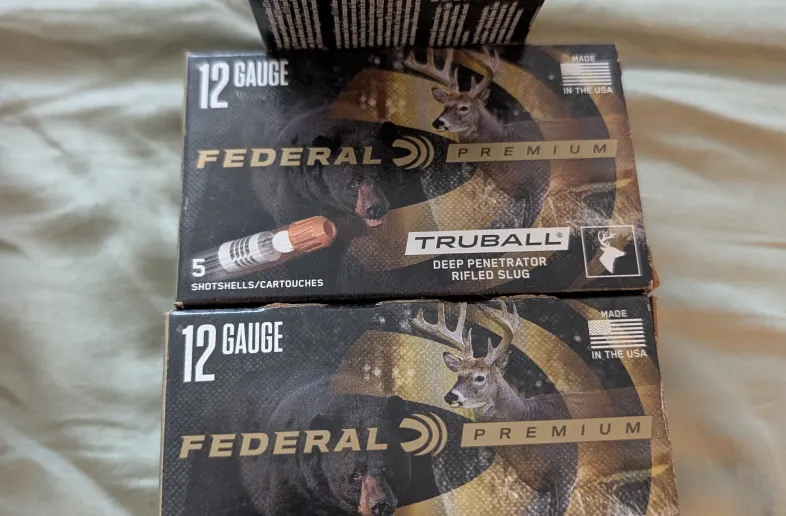 12 GAUGE
MADE
IN THE USA
FEDERAL PREMIUM
TRUBALL®
DEEP PENETRATOR
RIFLED SLUG
5
SHOTSHELLS/CARTOUCHES
12 GAUGE
MADE
IN THE USA
FEDERAL PREMIUM